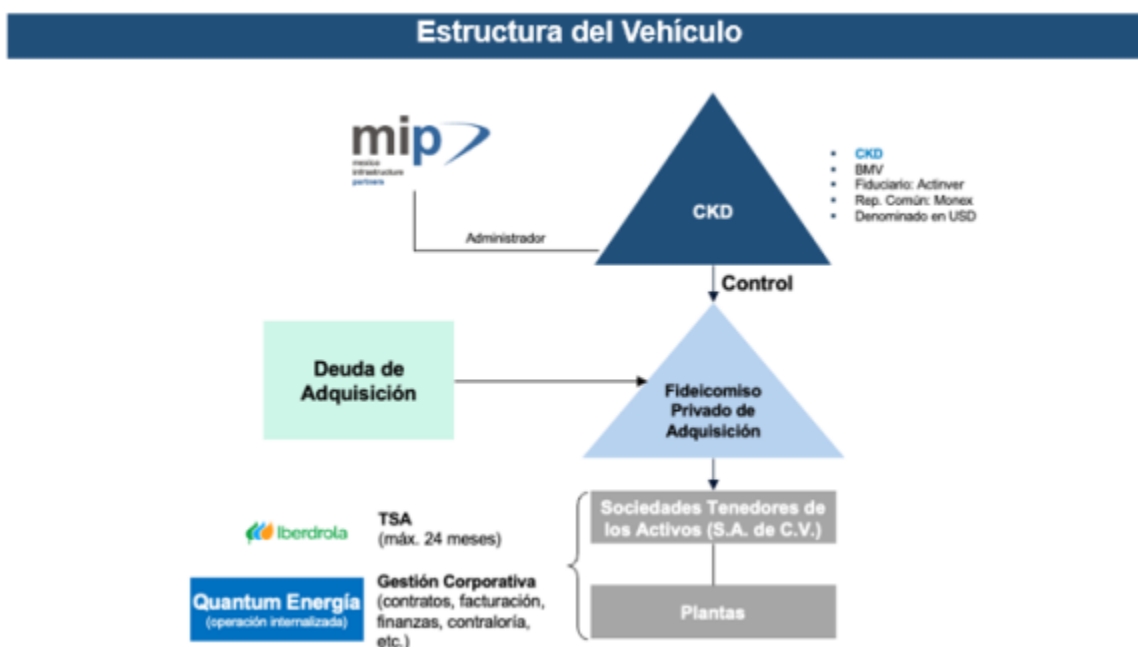 Estructura del Vehículo
mip
mexico
infrastructure
partners
CKD
CKD
BMV
Fiduciario: Actinver
Rep. Común: Monex
Denominado en USD
Administrador
Control
Deuda de
Adquisición
Fideicomiso
Privado de
Adquisición
Sociedades Tenedores de
los Activos (S.A. de C.V.)
Iberdrola
TSA
(máx. 24 meses)
Quantum Energía
(operación internalizada)
Gestión Corporativa
(contratos, facturación,
finanzas, contraloría,
etc.)
Plantas